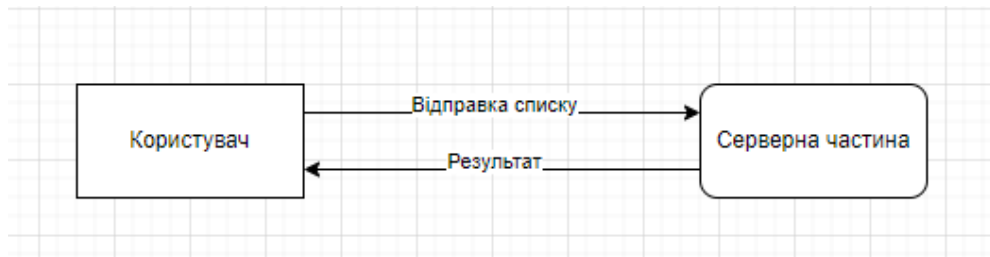 Відправка списку
Користувач
Серверна частина
Результат